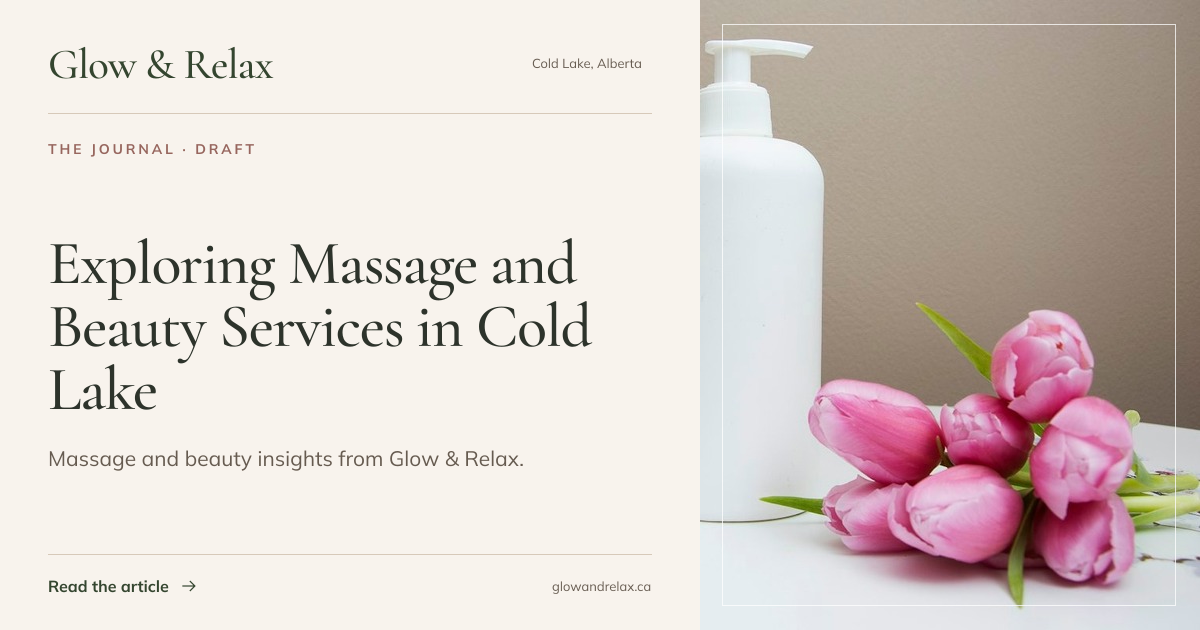 Glow & Relax
Cold Lake, Alberta
THE JOURNAL · DRAFT
Exploring Massage and
Beauty Services in Cold
Lake
Massage and beauty insights from Glow & Relax.
Read the article →
glowandrelax.ca